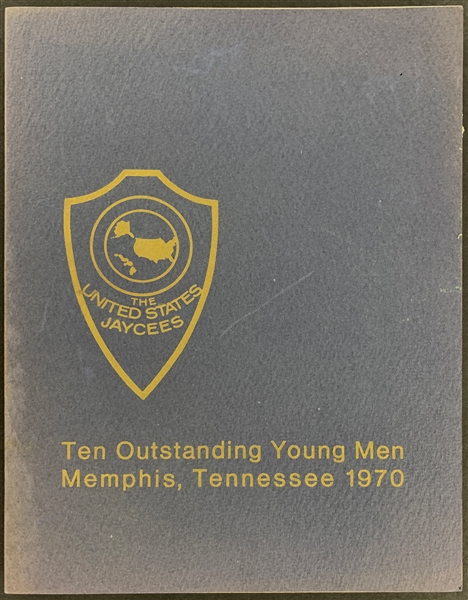 THE
UNITED STATES
JAYCEES
Ten Outstanding Young Men
Memphis, Tennessee 1970